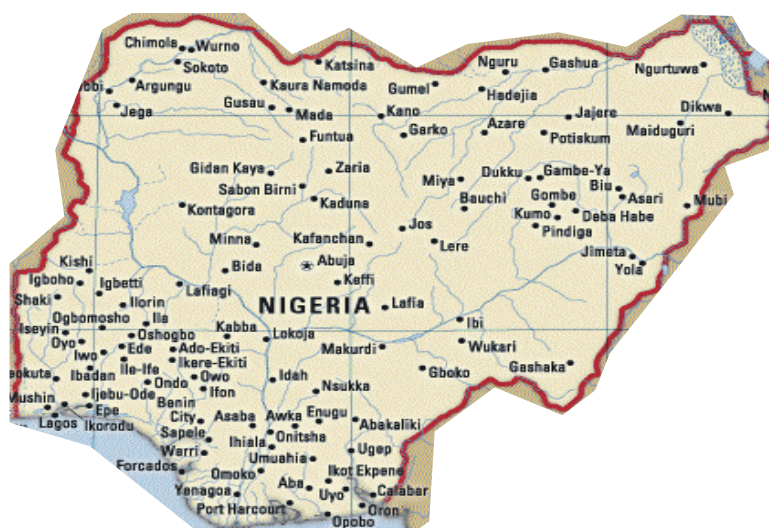 Chimola
Wurno
Katsina
Nguru
Gashua
Ngurtuwa
Sokoto
Argungu
Kaura Namoda
Gumel
Hadejia
Jega
Gusau
Mada
Kano
Jajere
Dikwa
Maiduguri
Funtua
Garko
Azare
Potiskum
Gidan Kaya
Zaria
Miya
Dukku
Gambe-Ya
Biu
Sabon Birni
Kaduna
Bauchi
Gombe
Asari
Mubi
Kontagora
Kumo
Deba Habe
Pindiga
Minna
Kafanchan
Jos
Lere
Jimeta
Kishi
Bida
Abuja
Yola
Igboho
Igbetti
Lafiagi
Keffi
Shaki
Ilorin
NIGERIA
Lafia
Ogbomosho
Ila
Ibi
Iseyin
Oshogbo
Kabba
Lokoja
Oyo
Ede
Ado-Ekiti
Makurdi
Wukari
Iwo
Ikere-Ekiti
Gashaka
Ibadan
Ile-Ife
Owo
Idah
Gboko
eokuta
Ondo
Ifon
Nsukka
Mushin
Ijebu-Ode
Benin
City
Asaba
Awka
Enugu
Abakaliki
Lagos
Epe
Ikorodu
Sapele
Ihiala
Onitsha
Ugep
Warri
Umuahia
Forcados
Omoko
Ikot Ekpene
Yenagoa
Aba
Uyo
Calabar
Port Harcourt
Oron
Opobo